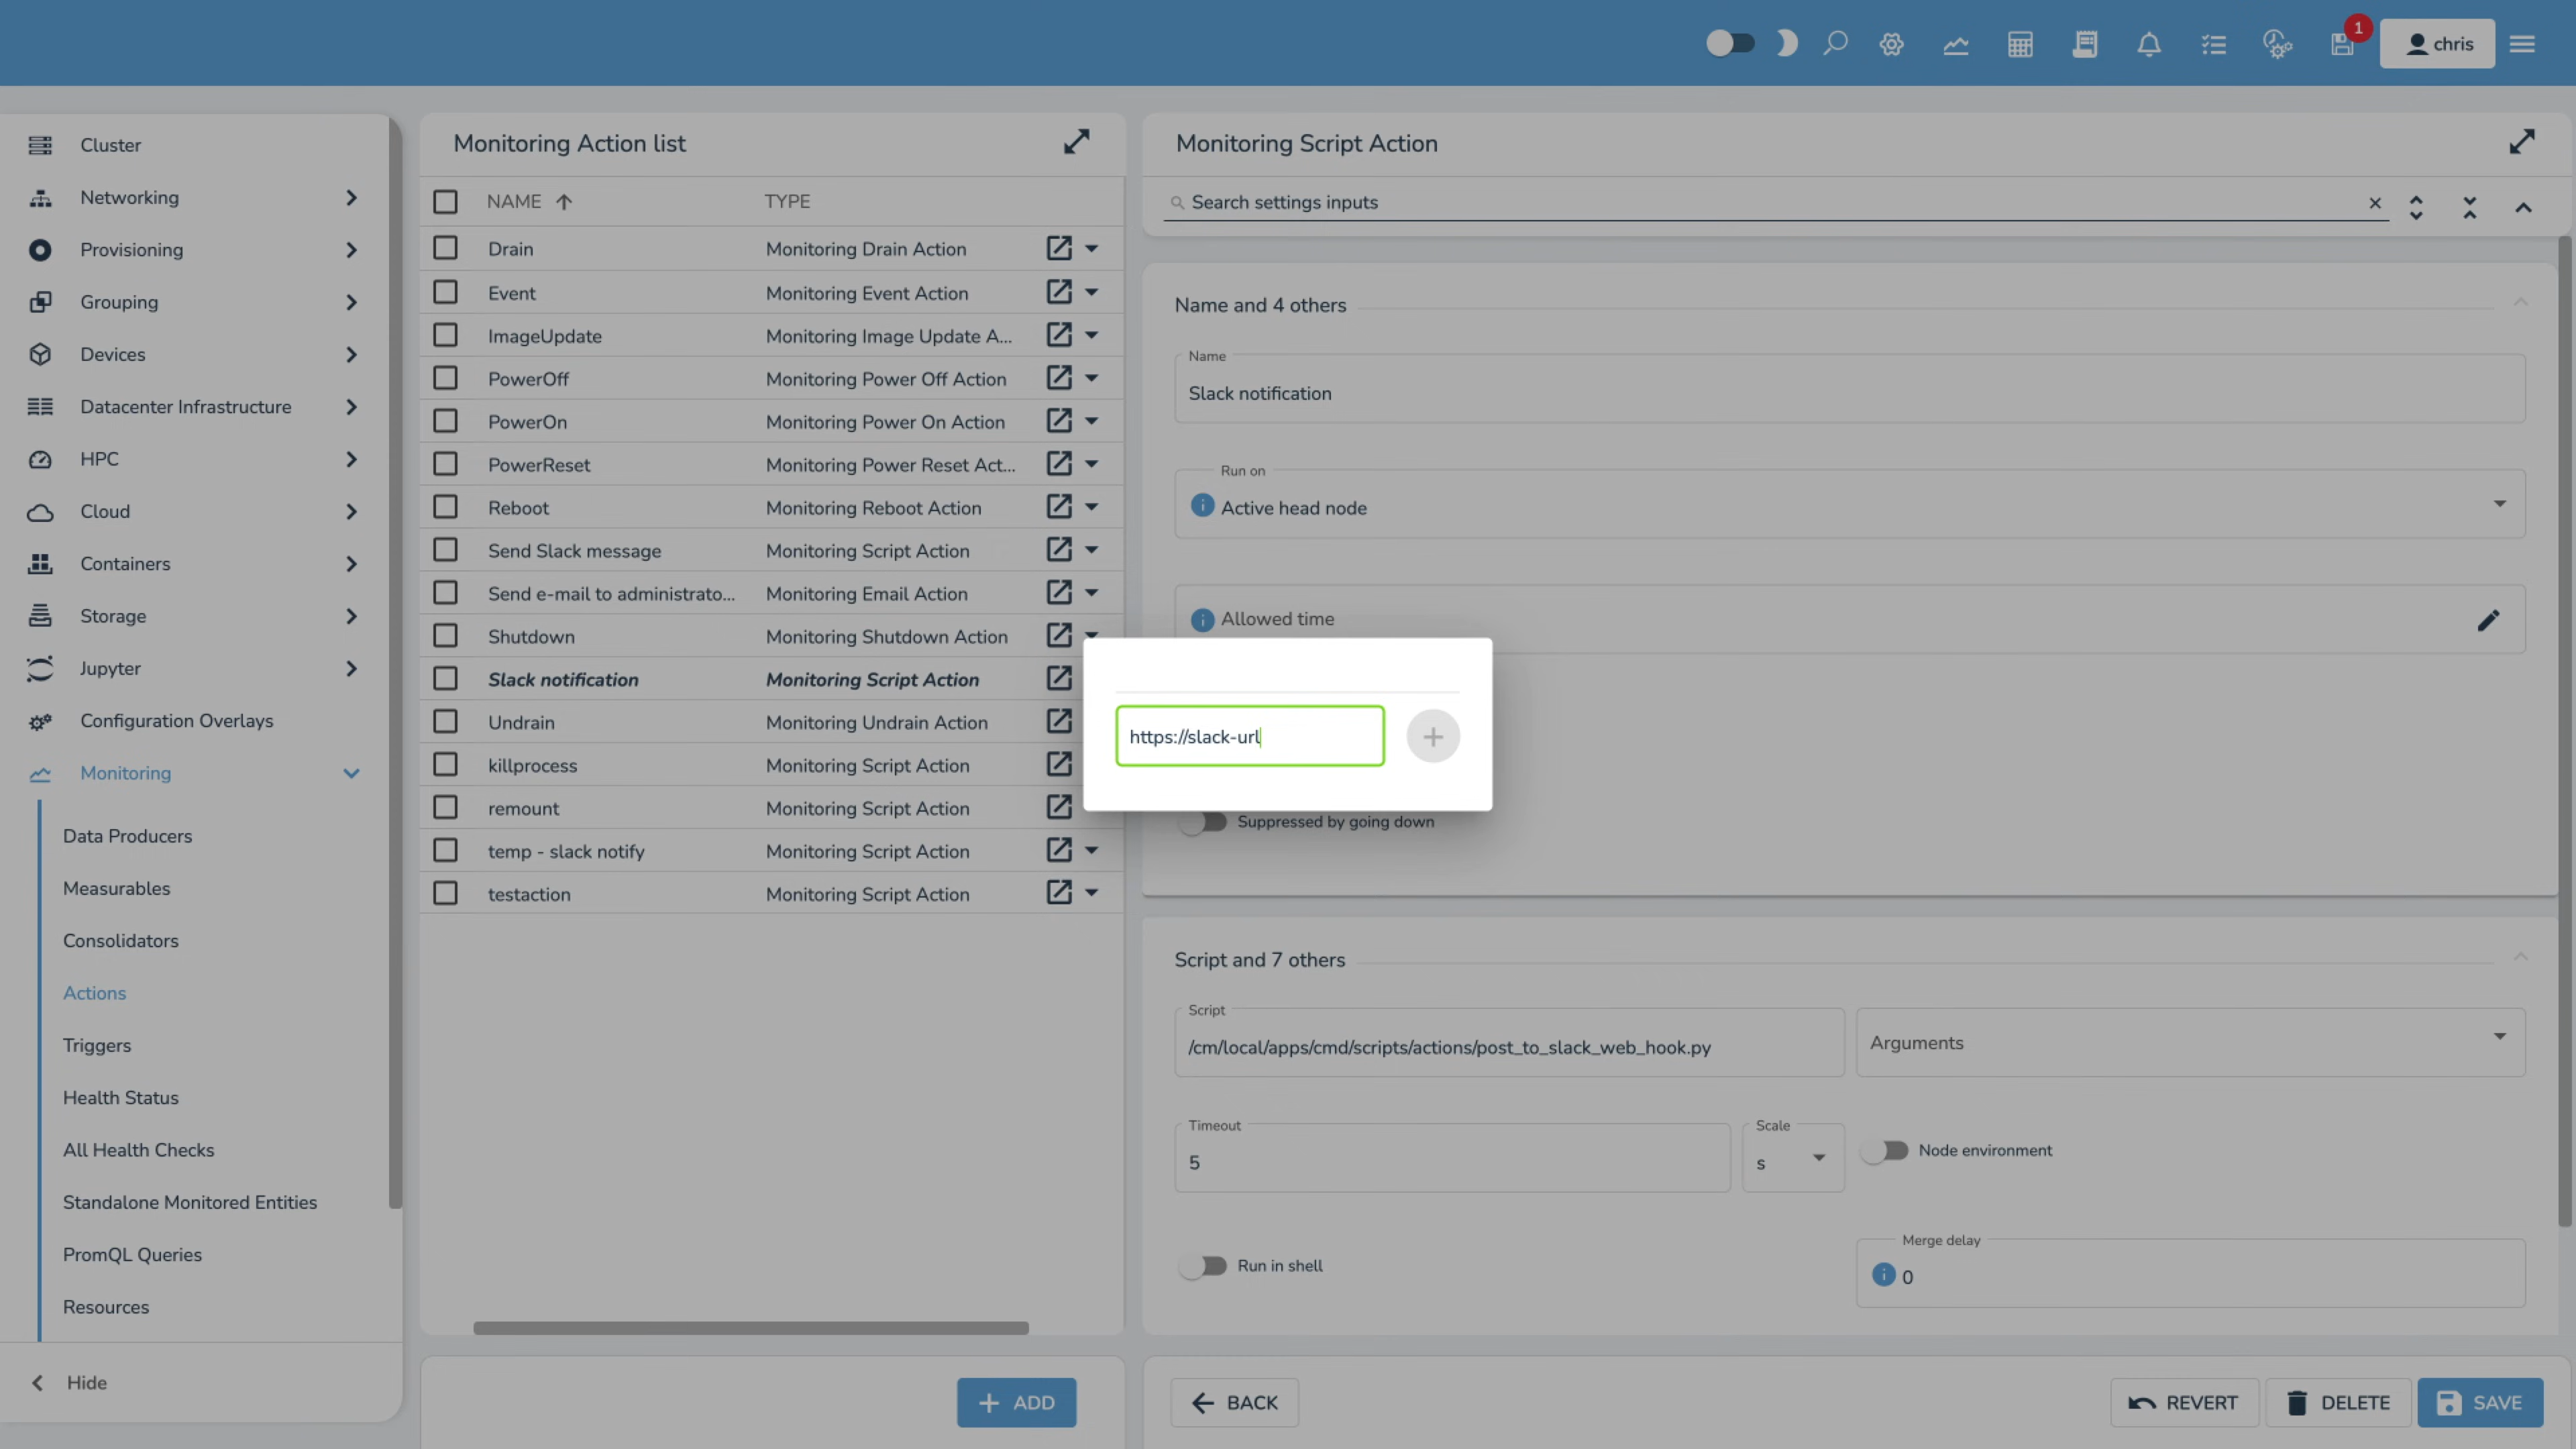 1
chris
Cluster
Networking
Provisioning
Grouping
Devices
Datacenter Infrastructure
HPC
Cloud
Containers
Storage
Jupyter
Configuration Overlays
Monitoring
Data Producers
Measurables
Consolidators
Actions
Triggers
Health Status
All Health Checks
Standalone Monitored Entities
PromQL Queries
Resources
Hide
Monitoring Action list
NAME TYPE
Drain Monitoring Drain Action
Event Monitoring Event Action
ImageUpdate Monitoring Image Update A...
PowerOff Monitoring Power Off Action
PowerOn Monitoring Power On Action
PowerReset Monitoring Power Reset Act...
Reboot Monitoring Reboot Action
Send Slack message Monitoring Script Action
Send e-mail to administrato... Monitoring Email Action
Shutdown Monitoring Shutdown Action
Slack notification Monitoring Script Action
Undrain Monitoring Undrain Action
killprocess Monitoring Script Action
remount Monitoring Script Action
temp - slack notify Monitoring Script Action
testaction Monitoring Script Action
ADD
Monitoring Script Action
Search settings inputs
Name and 4 others
Name
Slack notification
Run on
Active head node
Allowed time
https://slack-url
Suppressed by going down
Script and 7 others
Script
/cm/local/apps/cmd/scripts/actions/post_to_slack_web_hook.py
Arguments
Timeout
5
Scale
s
Node environment
Run in shell
Merge delay
0
BACK
REVERT
DELETE
SAVE